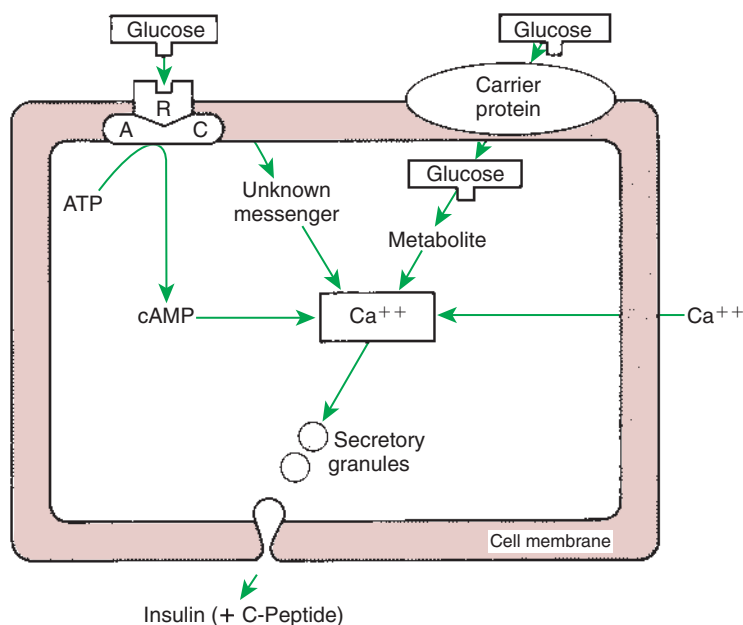 Glucose
Glucose
R
A
C
Carrier
protein
Glucose
ATP
Unknown
messenger
Metabolite
cAMP
Ca++
Ca++
Secretory
granules
Cell membrane
Insulin (+ C-Peptide)